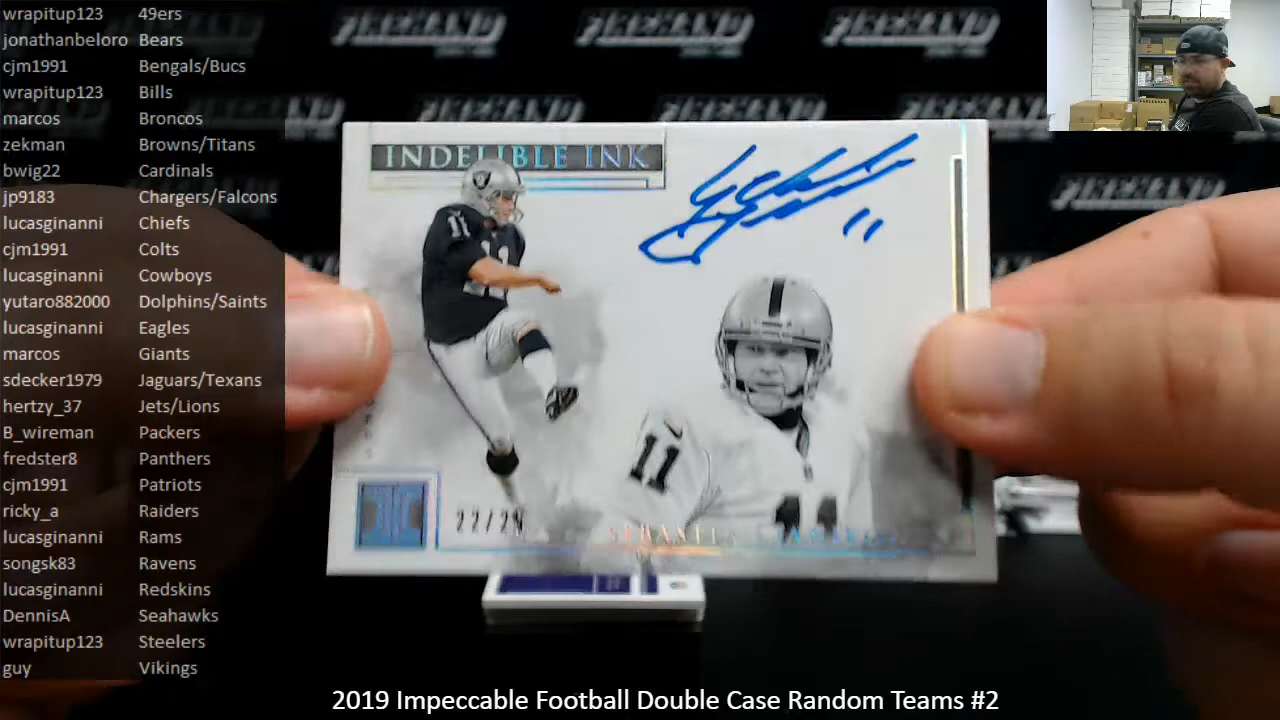 wrapitup123 49ers
jonathanbeloro Bears
cjm1991 Bengals/Bucs
wrapitup123 Bills
marcos Broncos
zekman Browns/Titans
bwig22 Cardinals
jp9183 Chargers/Falcons
lucasginanni Chiefs
cjm1991 Colts
lucasginanni Cowboys
yutaro882000 Dolphins/Saints
lucasginanni Eagles
marcos Giants
sdecker1979 Jaguars/Texans
hertzy_37 Jets/Lions
B_wireman Packers
fredster8 Panthers
cjm1991 Patriots
ricky_a Raiders
lucasginanni Rams
songsk83 Ravens
lucasginanni Redskins
DennisA Seahawks
wrapitup123 Steelers
guy Vikings
INDELIBLE INK
11
11
11
11
11
2019 Impeccable Football Double Case Random Teams #2